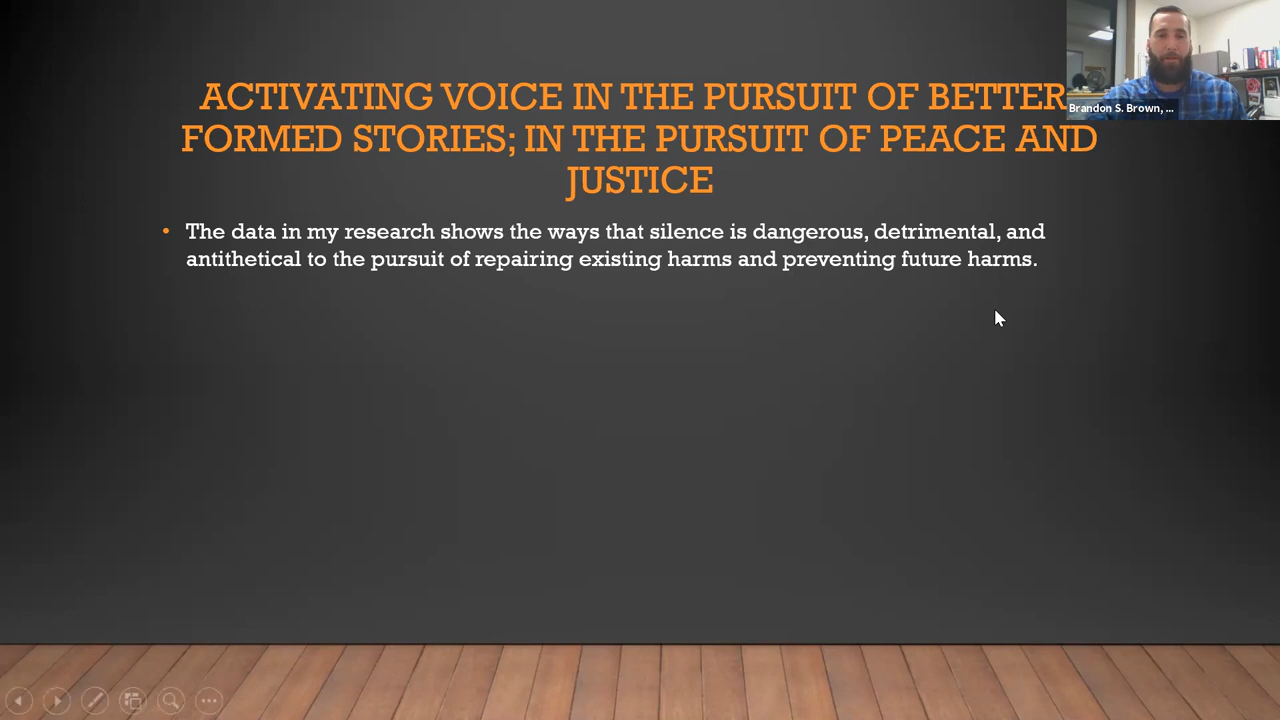 ACTIVATING VOICE IN THE PURSUIT OF BETTER
FORMED STORIES; IN THE PURSUIT OF PEACE AND
JUSTICE
Brandon S. Brown, ...
• The data in my research shows the ways that silence is dangerous, detrimental, and
antithetical to the pursuit of repairing existing harms and preventing future harms.